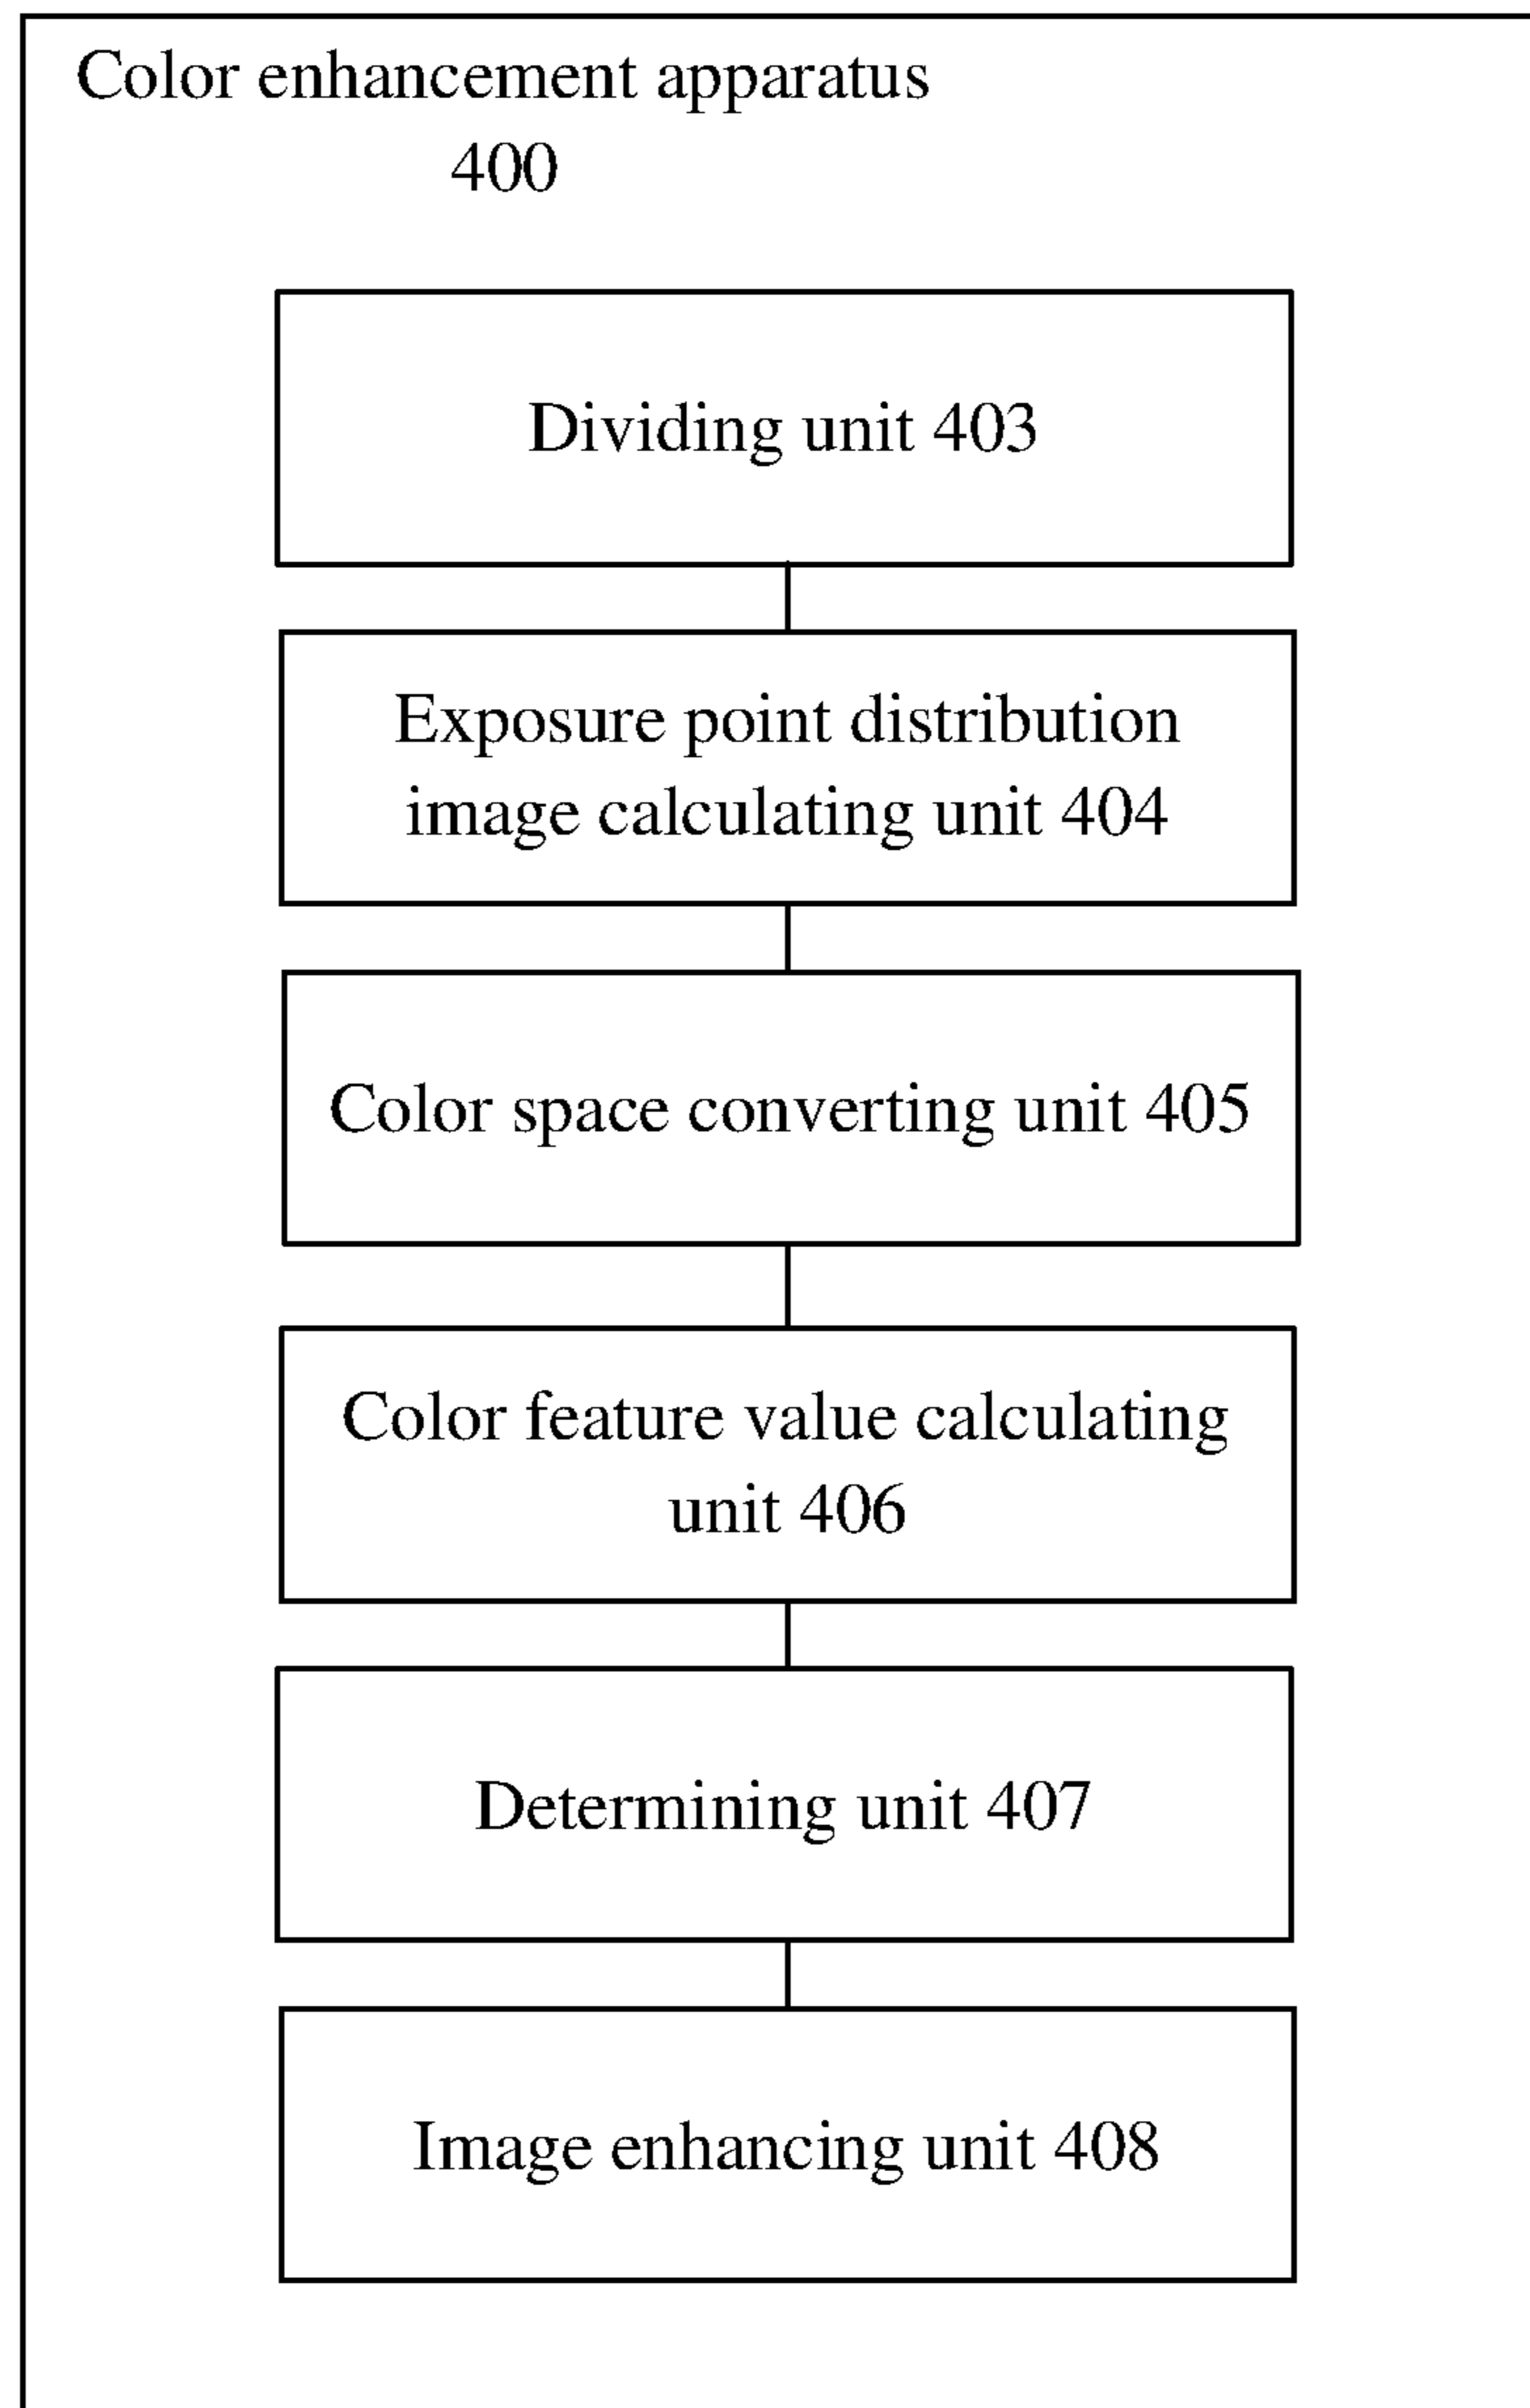 Color enhancement apparatus
400
Dividing unit 403
Exposure point distribution
image calculating unit 404
Color space converting unit 405
Color feature value calculating
unit 406
Determining unit 407
Image enhancing unit 408